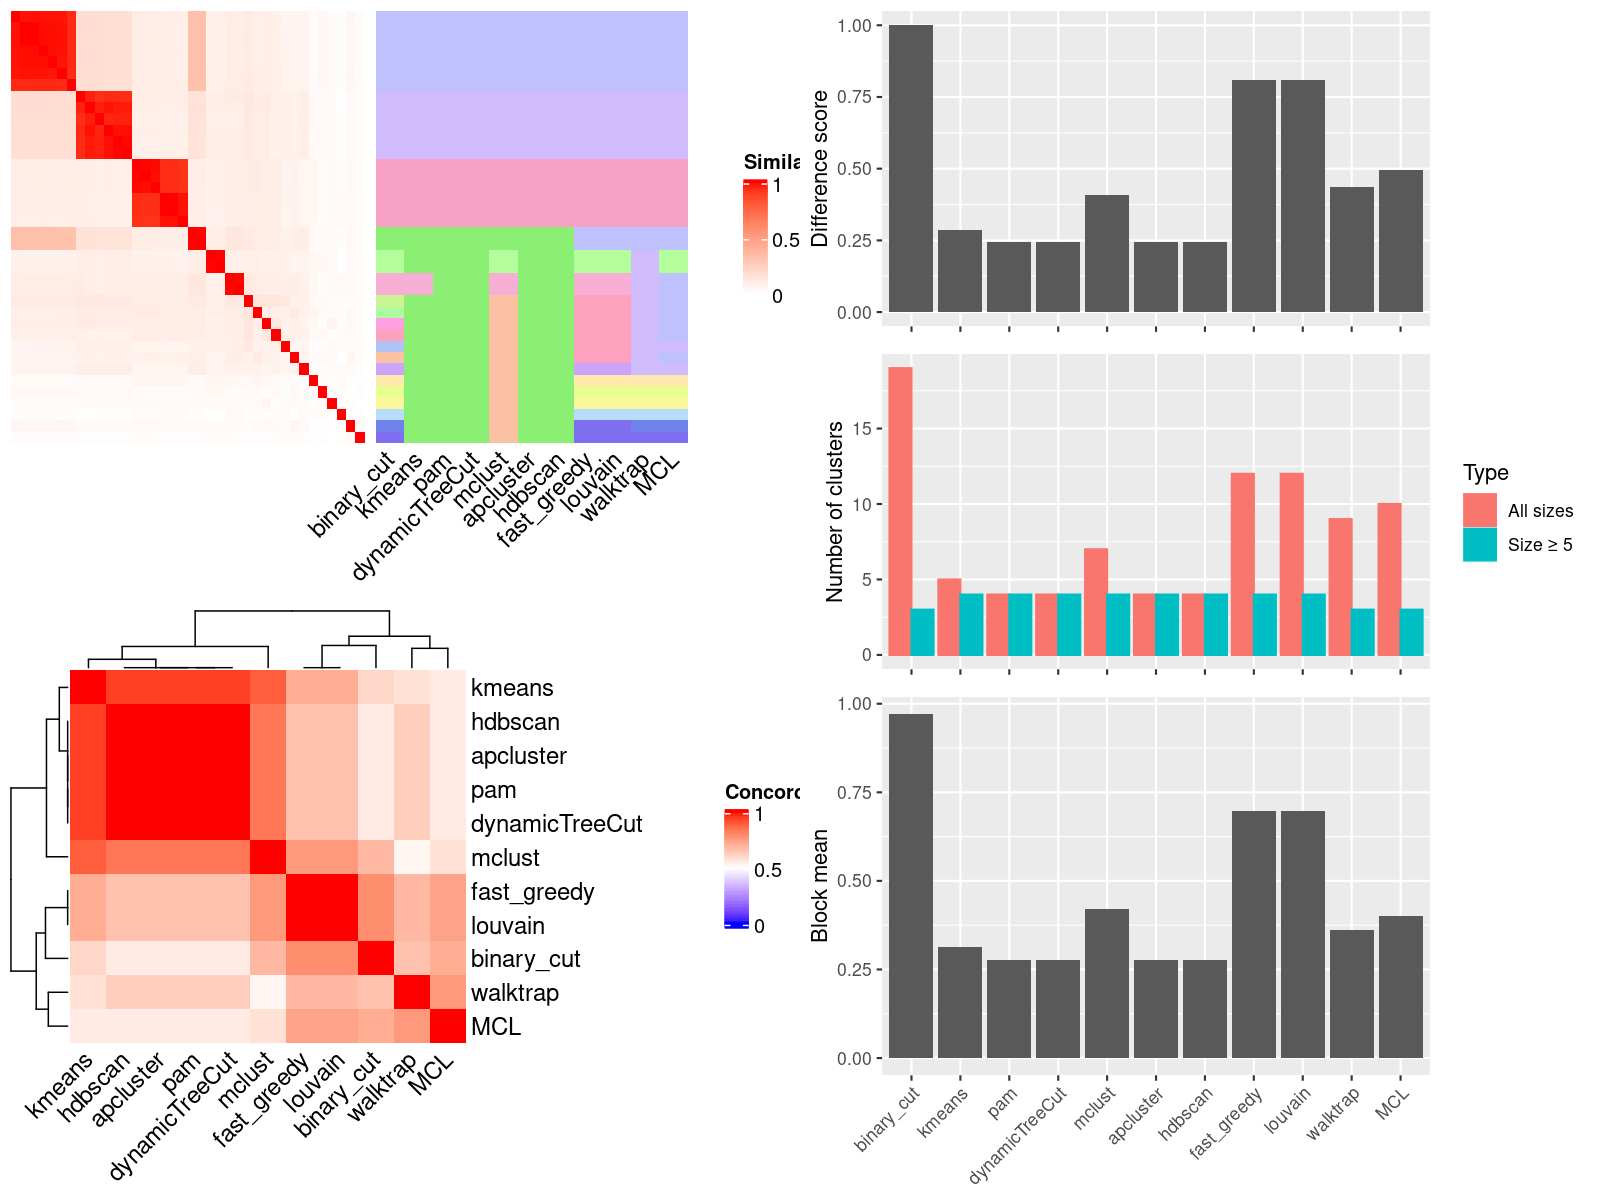 Simila
1
0.5
0
binary_cut
kmeans
pam
dynamicTreeCut
mclust
apcluster
hdbscan
fast_greedy
louvain
walktrap
MCL
kmeans
hdbscan
apcluster
pam
dynamicTreeCut
mclust
fast_greedy
louvain
binary_cut
walktrap
MCL
kmeans
hdbscan
apcluster
pam
dynamicTreeCut
mclust
fast_greedy
louvain
binary_cut
walktrap
MCL
Concord
1
0.5
0
Difference score
1.00
0.75
0.50
0.25
0.00
Number of clusters
15
10
5
0
Type
All sizes
Size ≥ 5
Block mean
1.00
0.75
0.50
0.25
0.00
binary_cut
kmeans
pam
dynamicTreeCut
mclust
apcluster
hdbscan
fast_greedy
louvain
walktrap
MCL